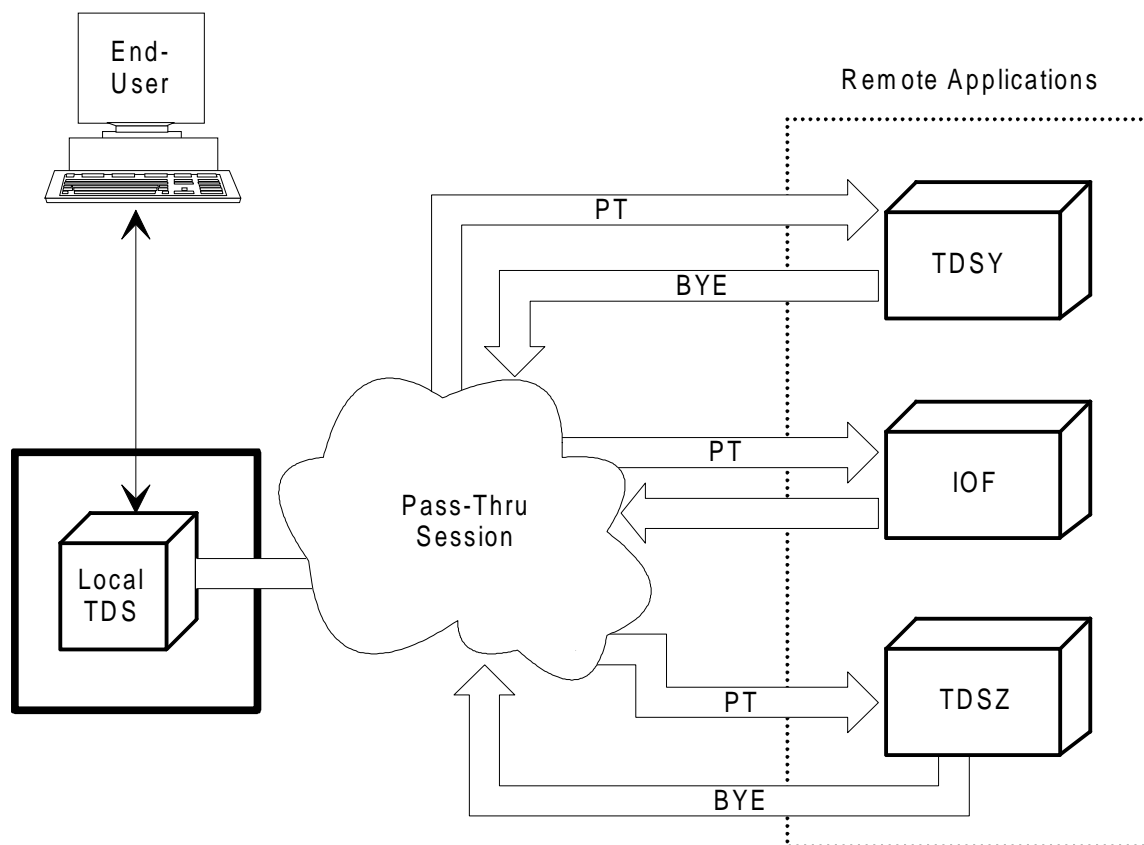 End-
User
Remote Applications
PT
TDSY
BYE
PT
IOF
Pass-Thru
Session
Local
TDS
PT
TDSZ
BYE